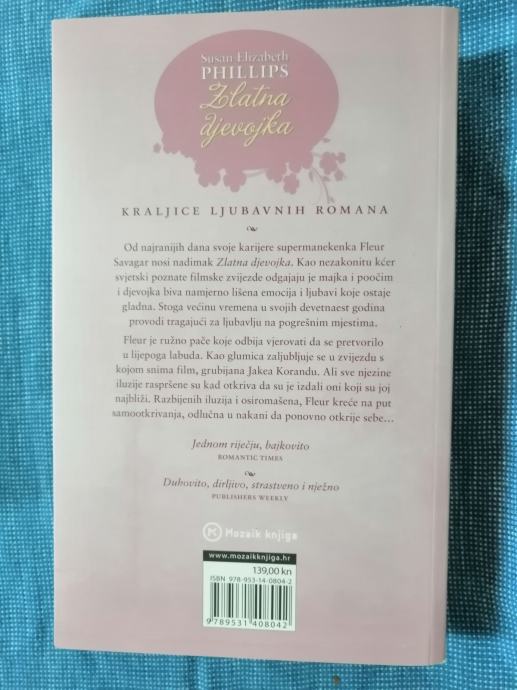 Susan Elizabeth
PHILLIPS
Zlatna
djevojka
KRALJICE LJUBAVNIH ROMANA
Od najranijih dana svoje karijere supermanekenka Fleur
Savagar nosi nadimak Zlatna djevojka. Kao nezakonitu kćer
svjetski poznate filmske zvijezde odgajaju je majka i poočim
i djevojka biva namjerno lišena emocija i ljubavi koje ostaje
gladna. Stoga većinu vremena u svojih devetnaest godina
provodi tragajući za ljubavlju na pogrešnim mjestima.
Fleur je ružno pače koje odbija vjerovati da se pretvorilo
u lijepoga labuda. Kao glumica zaljubljuje se u zvijezdu s
kojom snima film, grubijana Jakea Korandu. Ali sve njezine
iluzije raspršene su kad otkriva da su je izdali oni koji su joj
najbliži. Razbijenih iluzija i osiromašena, Fleur kreće na put
samootkrivanja, odlučna u nakani da ponovno otkrije sebe…
Jednom riječju, bajkovito
ROMANTIC TIMES
Duhovito, dirljivo, strastveno i nježno
PUBLISHERS WEEKLY
Mozaik knjiga
www.mozaikknjiga.hr
139,00 kn
ISBN 978-953-14-0804-2
9789531408042